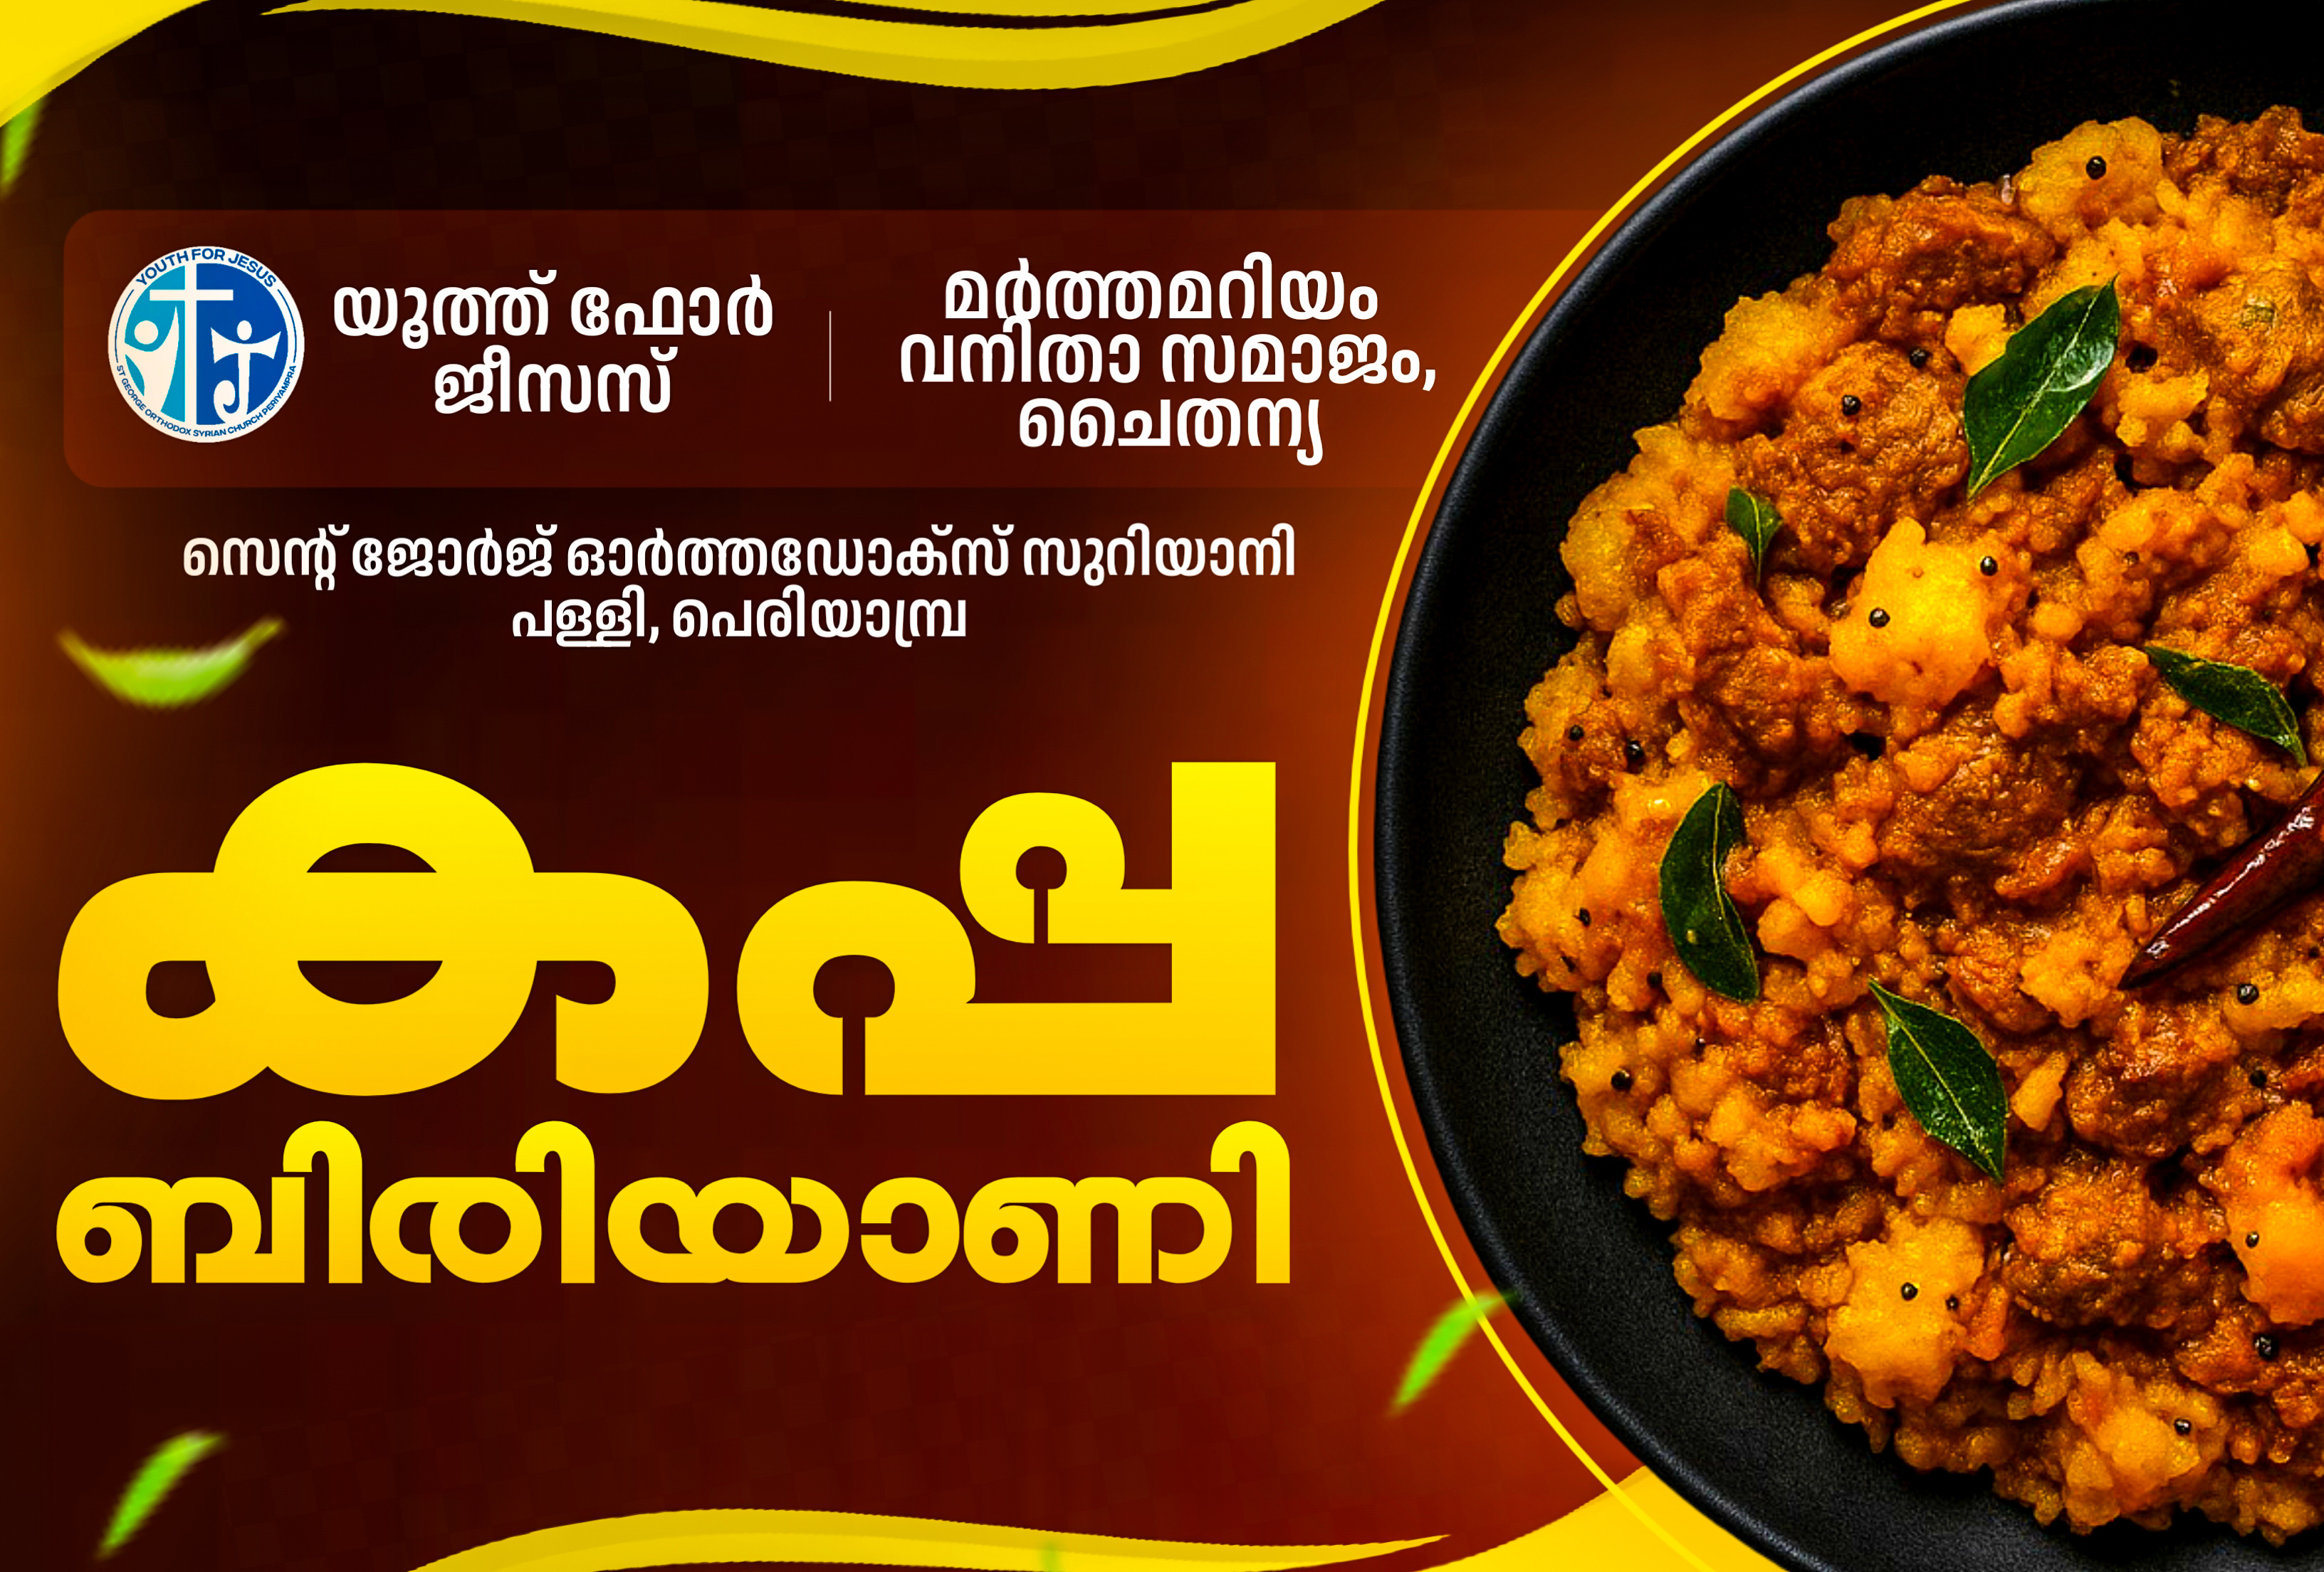 YOUTH FOR JESUS
ST GEORGE ORTHODOX SYRIAN CHURCH PERIYAMPRA
യൂത്ത് ഫോർ
ജീസസ്
മർത്തമറിയം
വനിതാ സമാജം,
ചൈതന്യ
സെന്റ് ജോർജ് ഓർത്തഡോക്സ് സുറിയാനി
പള്ളി, പെരിയാമ്പ്ര
കപ്പ
ബിരിയാണി